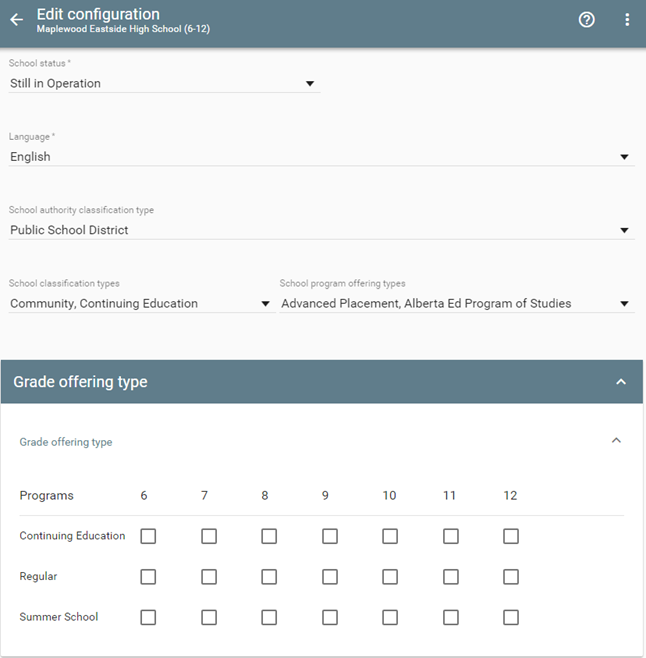 Edit configuration
Maplewood Eastside High School (6-12)
School status *
Still in Operation
Language *
English
School authority classification type
Public School District
School classification types School program offering types
Community, Continuing Education Advanced Placement, Alberta Ed Program of Studies
Grade offering type
Grade offering type
Programs 6 7 8 9 10 11 12
Continuing Education
Regular
Summer School